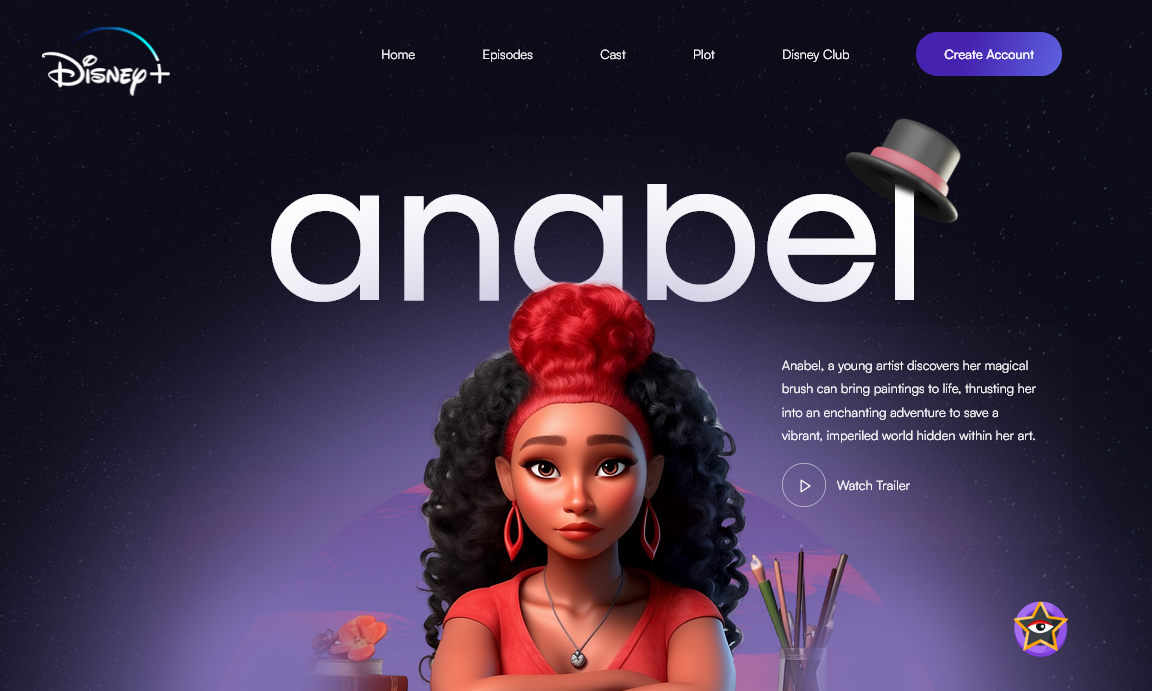 Disney+
Home Episodes Cast Plot Disney Club Create Account
anabel
Anabel, a young artist discovers her magical
brush can bring paintings to life, thrusting her
into an enchanting adventure to save a
vibrant, imperiled world hidden within her art.
Watch Trailer